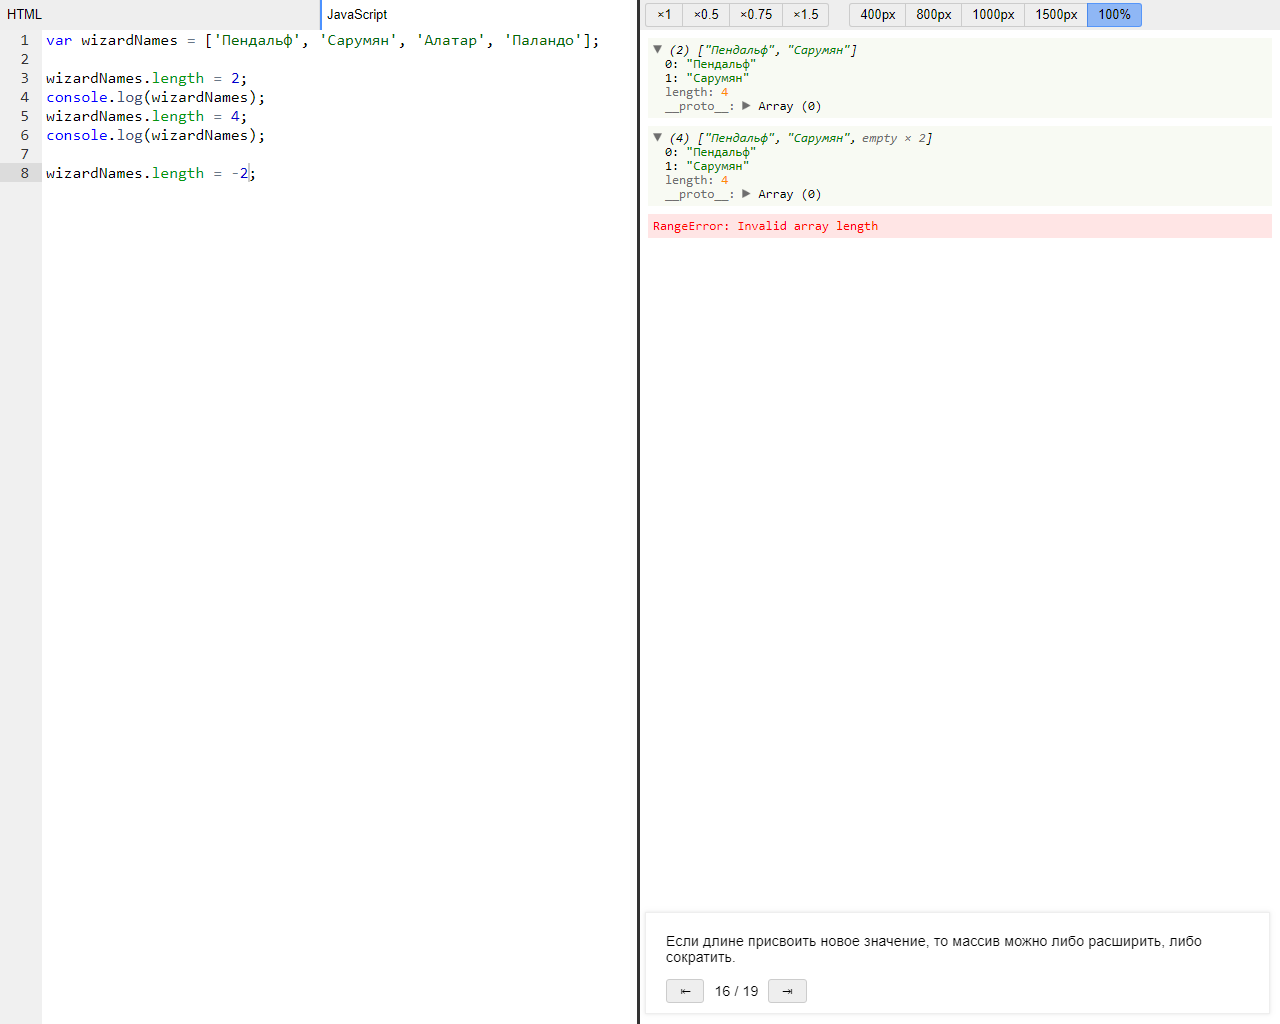 HTML
JavaScript
1 var wizardNames = ['Пендальф', 'Сарумян', 'Алатар', 'Паландо'];
2
3 wizardNames.length = 2;
4 console.log(wizardNames);
5 wizardNames.length = 4;
6 console.log(wizardNames);
7
8 wizardNames.length = -2;
×1 ×0.5 ×0.75 ×1.5 400px 800px 1000px 1500px 100%
▼ (2) ["Пендальф", "Сарумян"]
0: "Пендальф"
1: "Сарумян"
length: 4
__proto__: ▶ Array (0)
▼ (4) ["Пендальф", "Сарумян", empty × 2]
0: "Пендальф"
1: "Сарумян"
length: 4
__proto__: ▶ Array (0)
RangeError: Invalid array length
Если длине присвоить новое значение, то массив можно либо расширить, либо
сократить.
⇤ 16 / 19 ⇥